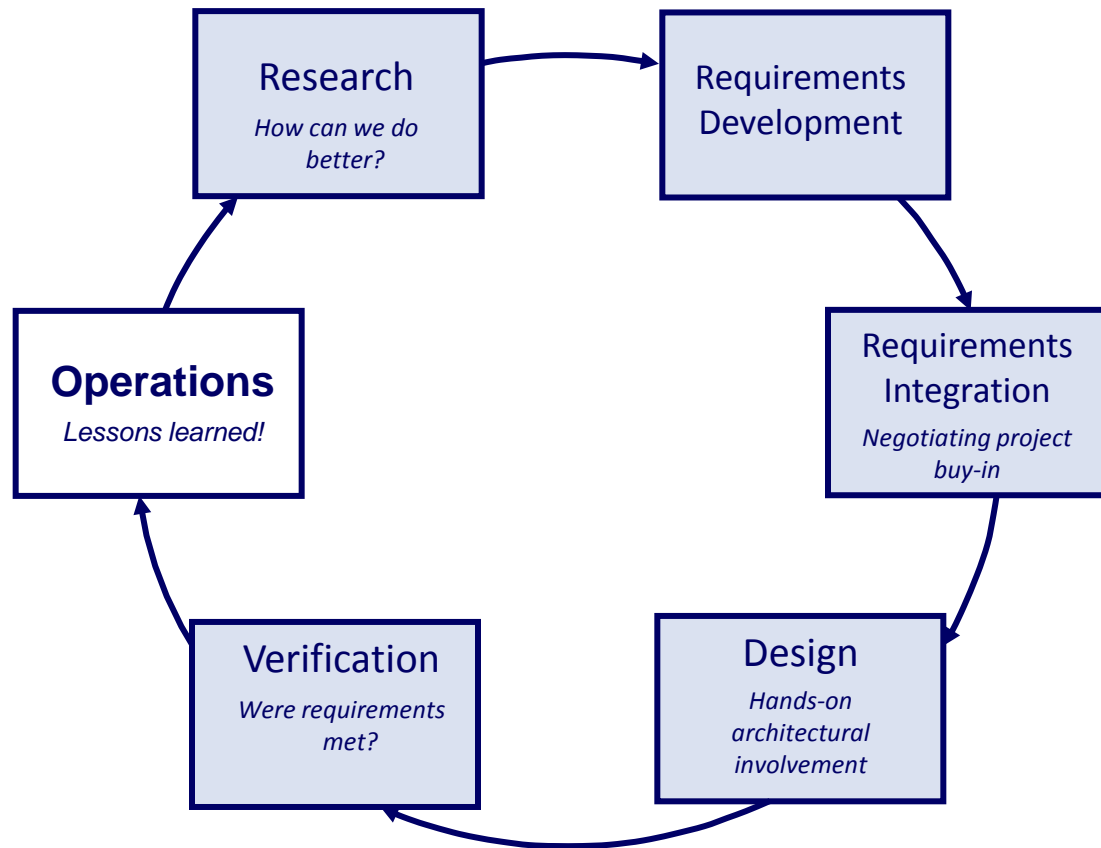 Research
How can we do
better?
Requirements
Development
Requirements
Integration
Negotiating project
buy-in
Design
Hands-on
architectural
involvement
Verification
Were requirements
met?
Operations
Lessons learned!